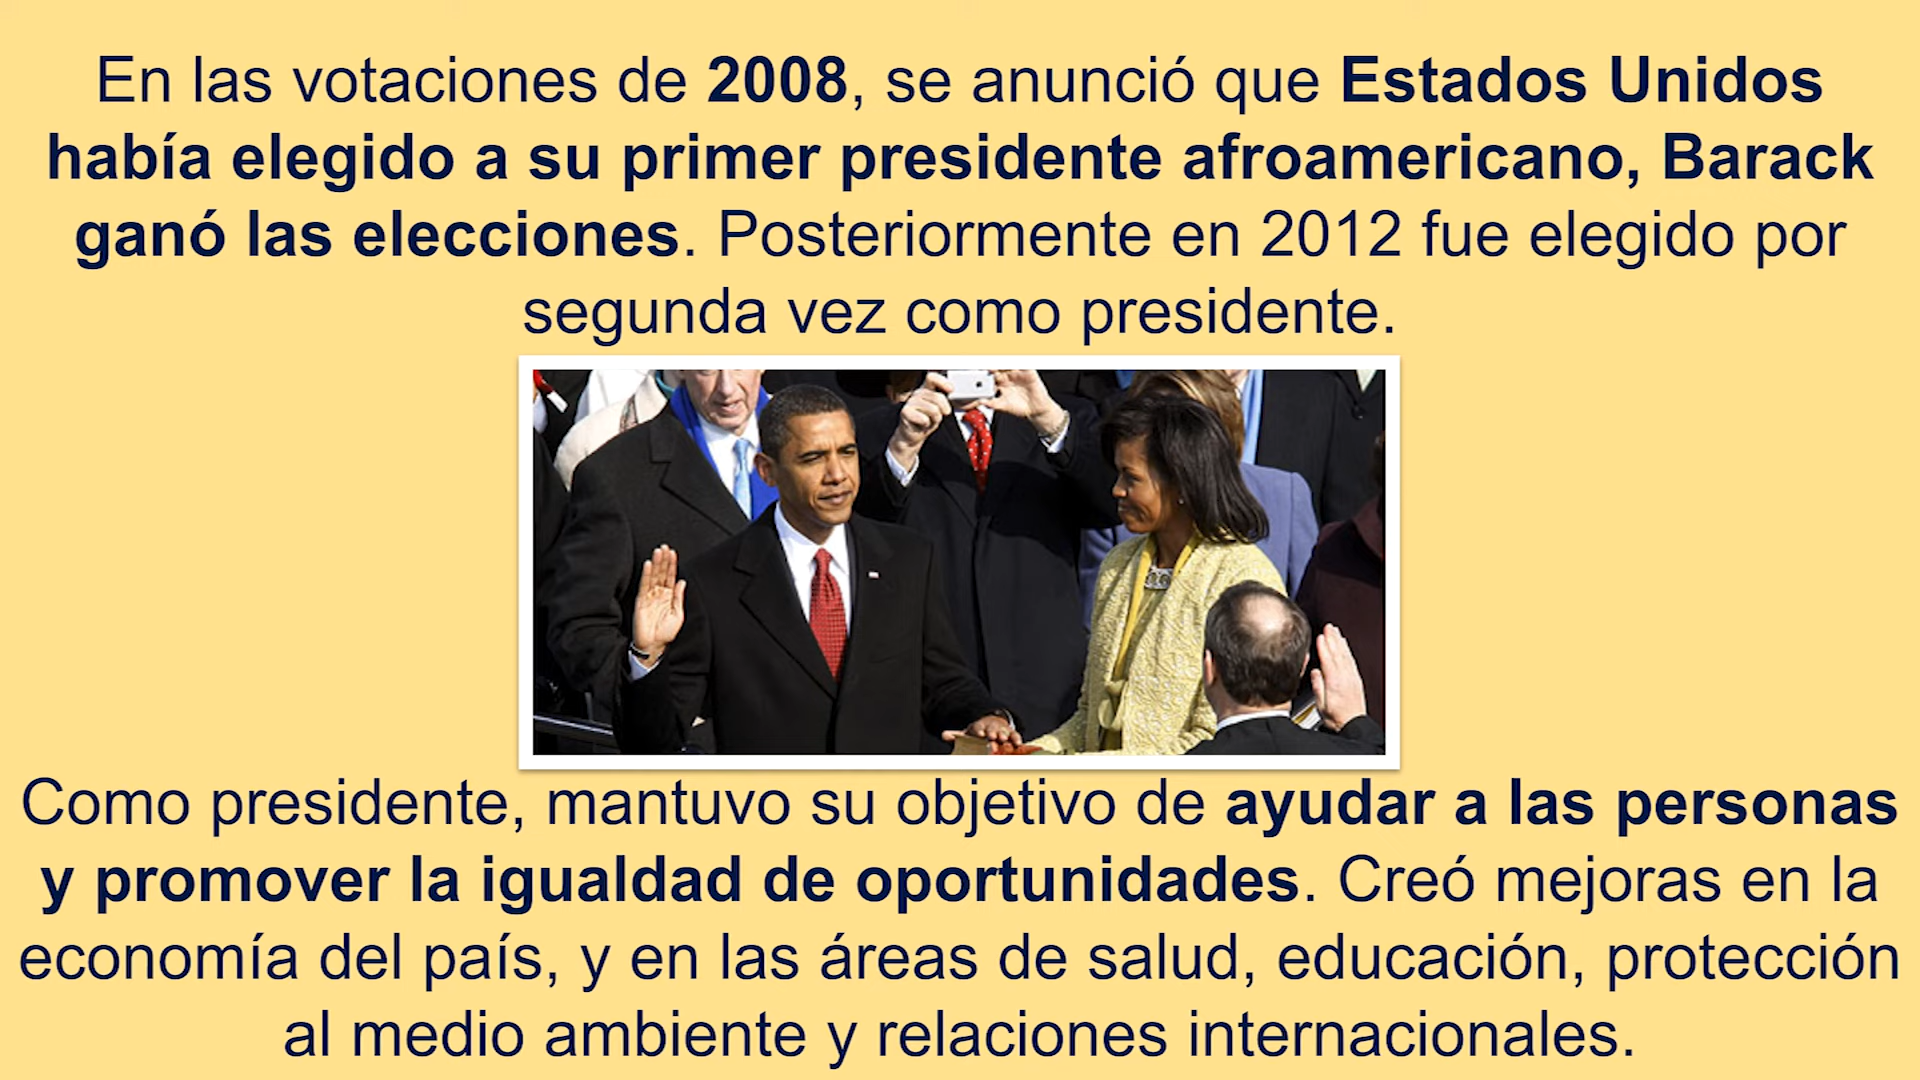 En las votaciones de 2008, se anunció que Estados Unidos
había elegido a su primer presidente afroamericano, Barack
ganó las elecciones. Posteriormente en 2012 fue elegido por
segunda vez como presidente.
Como presidente, mantuvo su objetivo de ayudar a las personas
y promover la igualdad de oportunidades. Creó mejoras en la
economía del país, y en las áreas de salud, educación, protección
al medio ambiente y relaciones internacionales.